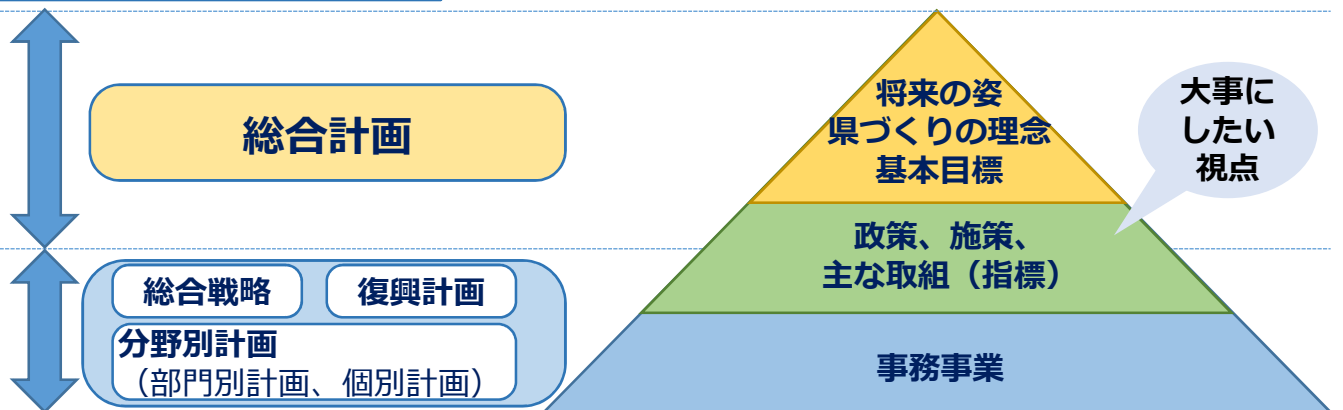 総合計画
総合戦略
復興計画
分野別計画
（部門別計画、個別計画）
将来の姿
県づくりの理念
基本目標
大事に
したい
視点
政策、施策、
主な取組（指標）
事務事業